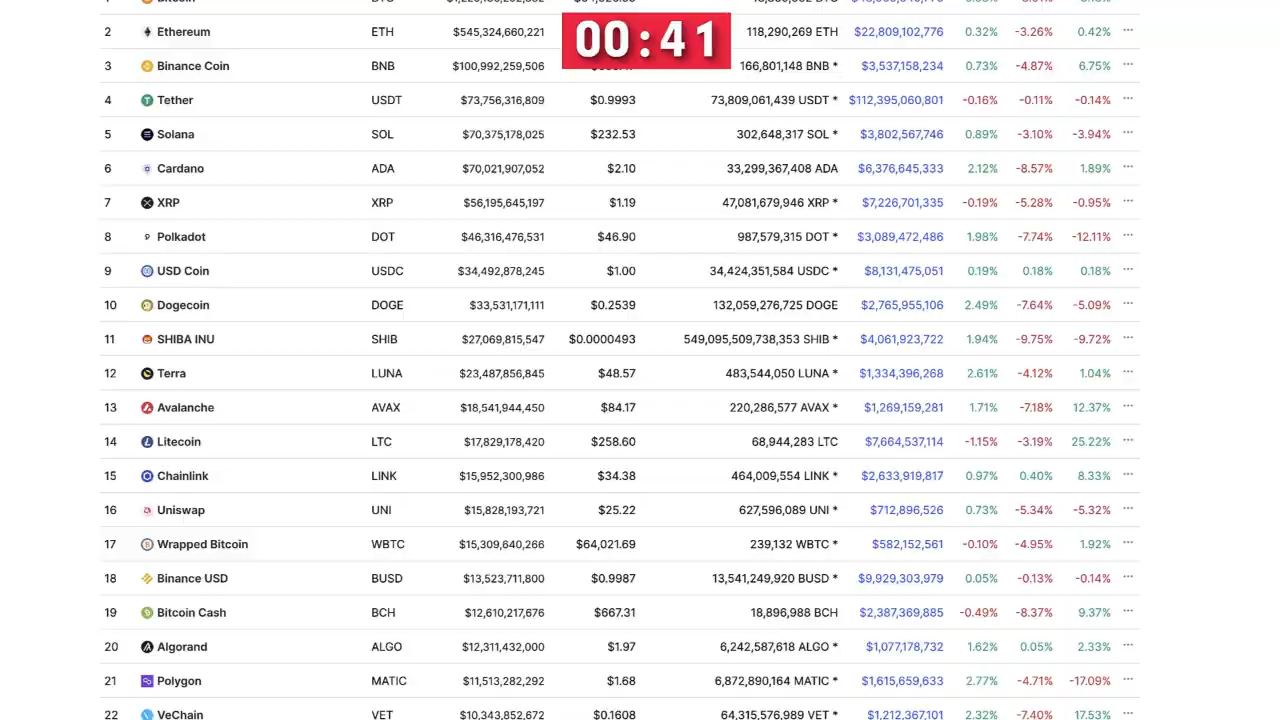 00:41
2 Ethereum ETH $545,324,660,221 118,290,269 ETH $22,809,102,776 0.32% -3.26% 0.42% ...
3 Binance Coin BNB $100,992,259,506 166,801,148 BNB * $3,537,158,234 0.73% -4.87% 6.75% ...
4 Tether USDT $73,756,316,809 $0.9993 73,809,061,439 USDT * $112,395,060,801 -0.16% -0.11% -0.14% ...
5 Solana SOL $70,375,178,025 $232.53 302,648,317 SOL * $3,802,567,746 0.89% -3.10% -3.94% ...
6 Cardano ADA $70,021,907,052 $2.10 33,299,367,408 ADA $6,376,645,333 2.12% -8.57% 1.89% ...
7 XRP XRP $56,195,645,197 $1.19 47,081,679,946 XRP * $7,226,701,335 -0.19% -5.28% -0.95% ...
8 Polkadot DOT $46,316,476,531 $46.90 987,579,315 DOT * $3,089,472,486 1.98% -7.74% -12.11% ...
9 USD Coin USDC $34,492,878,245 $1.00 34,424,351,584 USDC * $8,131,475,051 0.19% 0.18% 0.18% ...
10 Dogecoin DOGE $33,531,171,111 $0.2539 132,059,276,725 DOGE $2,765,955,106 2.49% -7.64% -5.09% ...
11 SHIBA INU SHIB $27,069,815,547 $0.0000493 549,095,509,738,353 SHIB * $4,061,923,722 1.94% -9.75% -9.72% ...
12 Terra LUNA $23,487,856,845 $48.57 483,544,050 LUNA * $1,334,396,268 2.61% -4.12% 1.04% ...
13 Avalanche AVAX $18,541,944,450 $84.17 220,286,577 AVAX * $1,269,159,281 1.71% -7.18% 12.37% ...
14 Litecoin LTC $17,829,178,420 $258.60 68,944,283 LTC $7,664,537,114 -1.15% -3.19% 25.22% ...
15 Chainlink LINK $15,952,300,986 $34.38 464,009,554 LINK * $2,633,919,817 0.97% 0.40% 8.33% ...
16 Uniswap UNI $15,828,193,721 $25.22 627,596,089 UNI * $712,896,526 0.73% -5.34% -5.32% ...
17 Wrapped Bitcoin WBTC $15,309,640,266 $64,021.69 239,132 WBTC * $582,152,561 -0.10% -4.95% 1.92% ...
18 Binance USD BUSD $13,523,711,800 $0.9987 13,541,249,920 BUSD * $9,929,303,979 0.05% -0.13% -0.14% ...
19 Bitcoin Cash BCH $12,610,217,676 $667.31 18,896,988 BCH $2,387,369,885 -0.49% -8.37% 9.37% ...
20 Algorand ALGO $12,311,432,000 $1.97 6,242,587,618 ALGO * $1,077,178,732 1.62% 0.05% 2.33% ...
21 Polygon MATIC $11,513,282,292 $1.68 6,872,890,164 MATIC * $1,615,659,633 2.77% -4.71% -17.09% ...
22 VeChain VET $10,343,852,672 $0.1608 64,315,576,989 VET * $1,212,367,101 2.32% -7.40% 17.53% ...